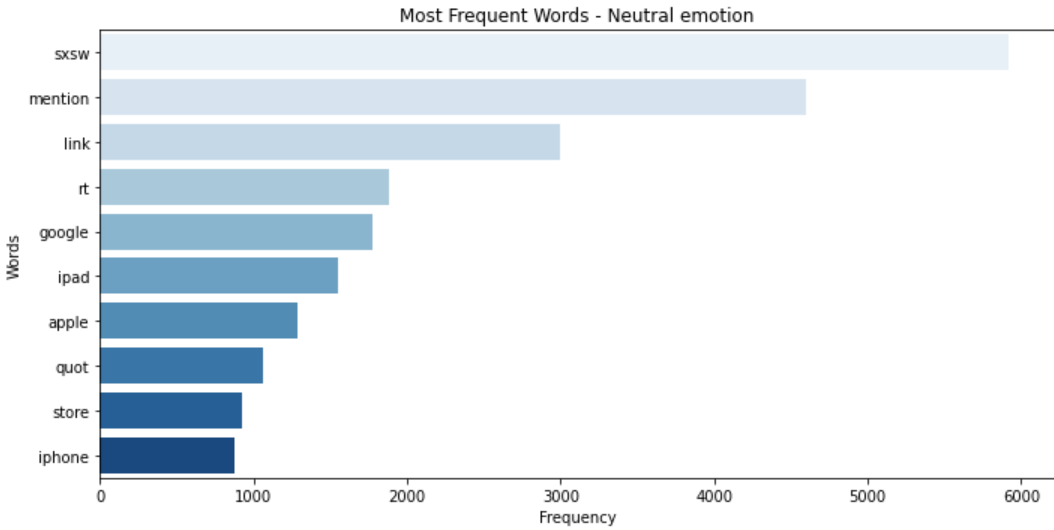 Most Frequent Words - Neutral emotion
sxsw
mention
link
rt
google
ipad
apple
quot
store
iphone
Words
0 1000 2000 3000 4000 5000 6000
Frequency